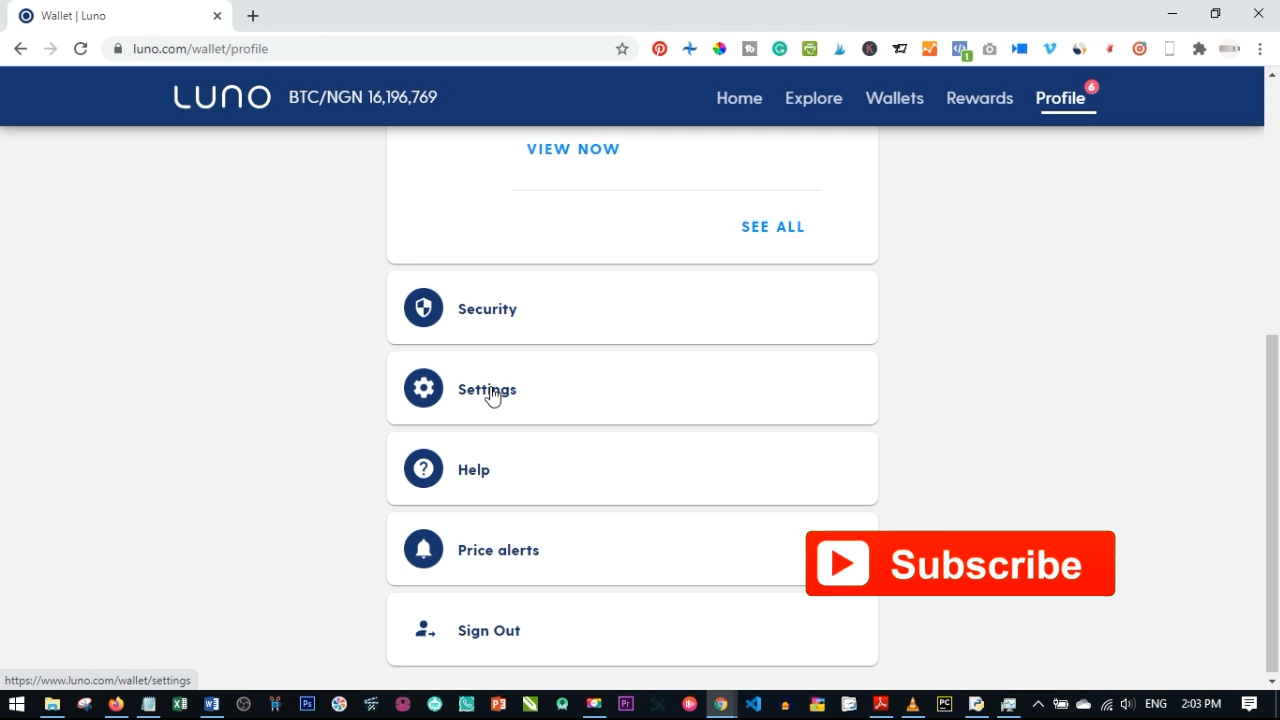 Wallet | Luno
luno.com/wallet/profile
1
LUNO BTC/NGN 16,196,769 Home Explore Wallets Rewards Profile 6
VIEW NOW
SEE ALL
Security
Settings
Help
Price alerts
Subscribe
Sign Out
https://www.luno.com/wallet/settings
ENG 2:03 PM